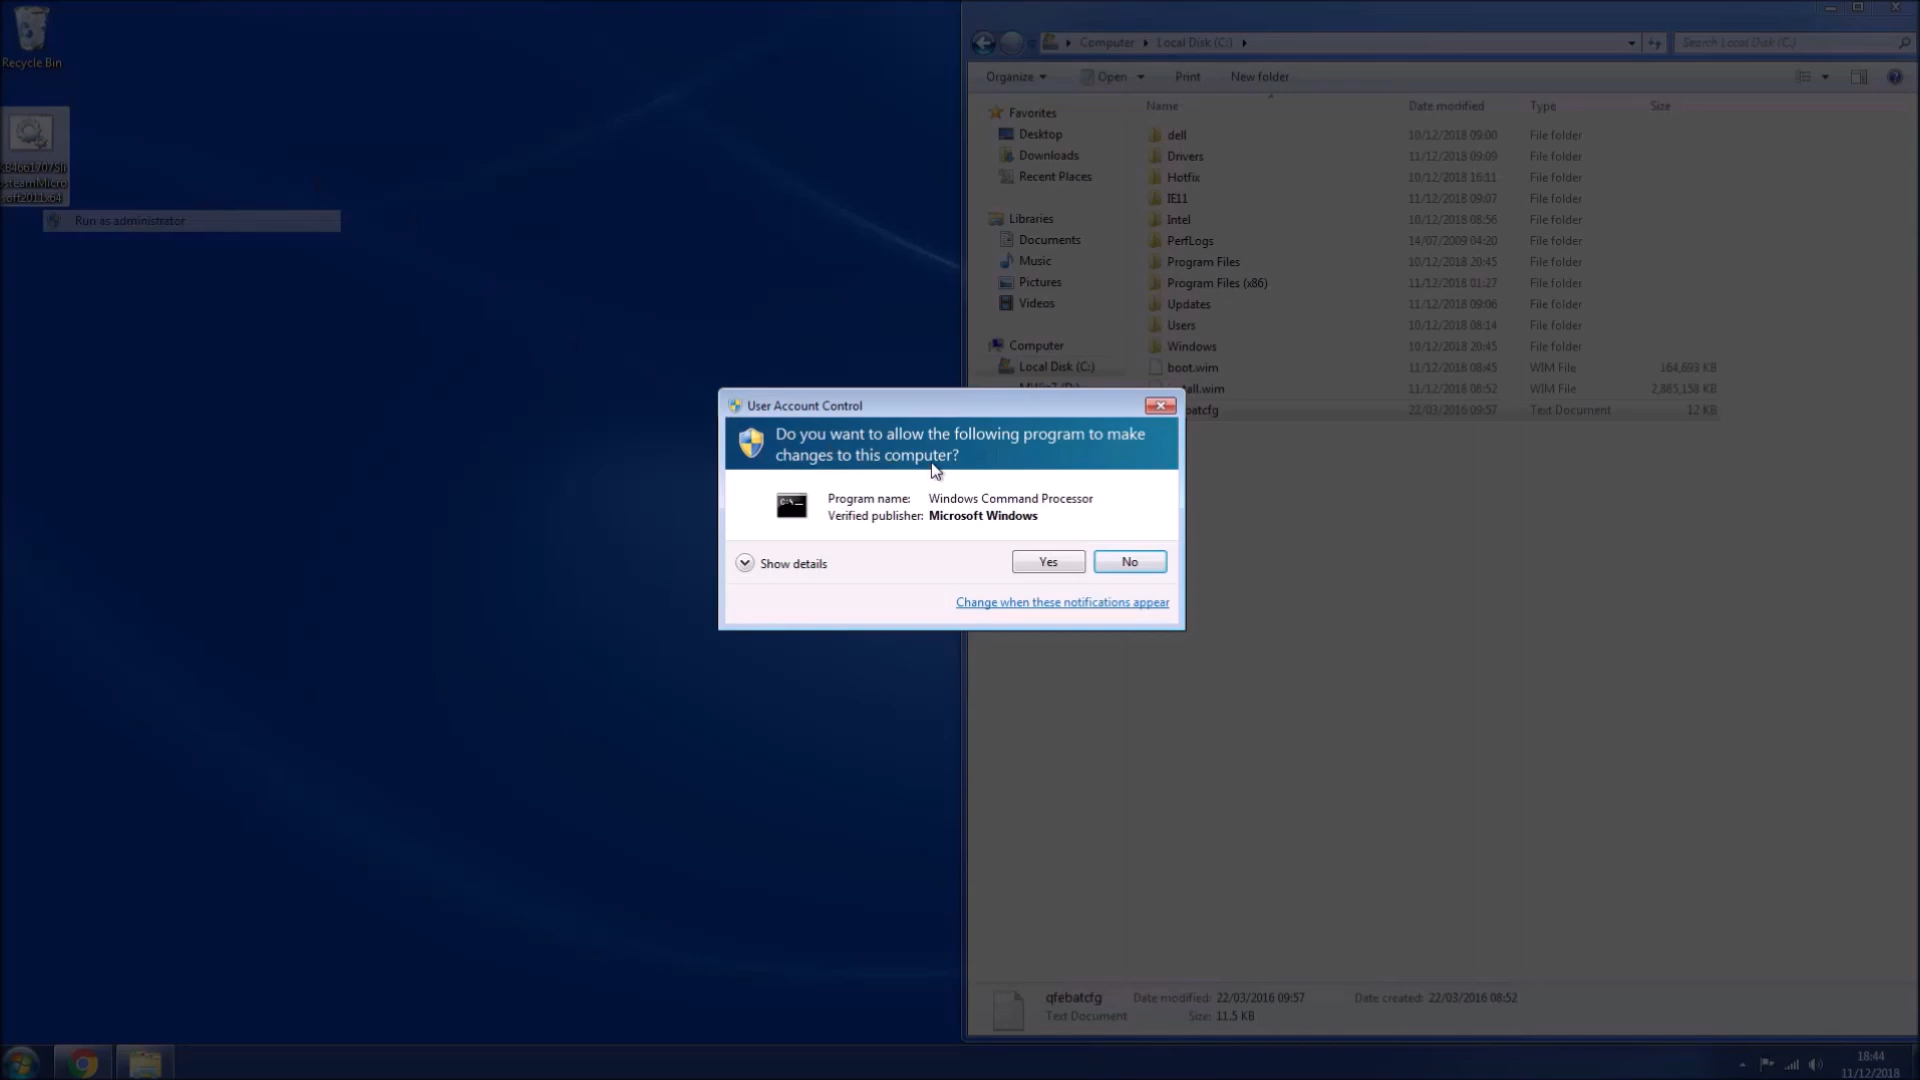 Recycle Bin
Run as administrator
Computer
Local Disk (C:)
Search Local Disk (C:)
Organize
Open
Print
New folder
Name
Date modified
Type
Size
Favorites
Desktop
Downloads
Recent Places
Libraries
Documents
Music
Pictures
Videos
Computer
Local Disk (C:)
dell 10/12/2018 09:00 File folder
Drivers 11/12/2018 09:09 File folder
Hotfix 10/12/2018 16:11 File folder
IE11 11/12/2018 09:07 File folder
Intel 10/12/2018 08:56 File folder
PerfLogs 14/07/2009 04:20 File folder
Program Files 10/12/2018 20:45 File folder
Program Files (x86) 11/12/2018 01:27 File folder
Updates 11/12/2018 09:06 File folder
Users 10/12/2018 08:14 File folder
Windows 10/12/2018 20:45 File folder
boot.wim 11/12/2018 08:45 WIM File 164,693 KB
11/12/2018 08:52 WIM File 2,885,158 KB
22/03/2016 09:57 Text Document 12 KB
User Account Control
Do you want to allow the following program to make
changes to this computer?
C:\
Program name: Windows Command Processor
Verified publisher: Microsoft Windows
Show details
Yes
No
Change when these notifications appear
qfebatcfg Date modified: 22/03/2016 09:57 Date created: 22/03/2016 08:52
Text Document Size: 11.5 KB
18:44
11/12/2018